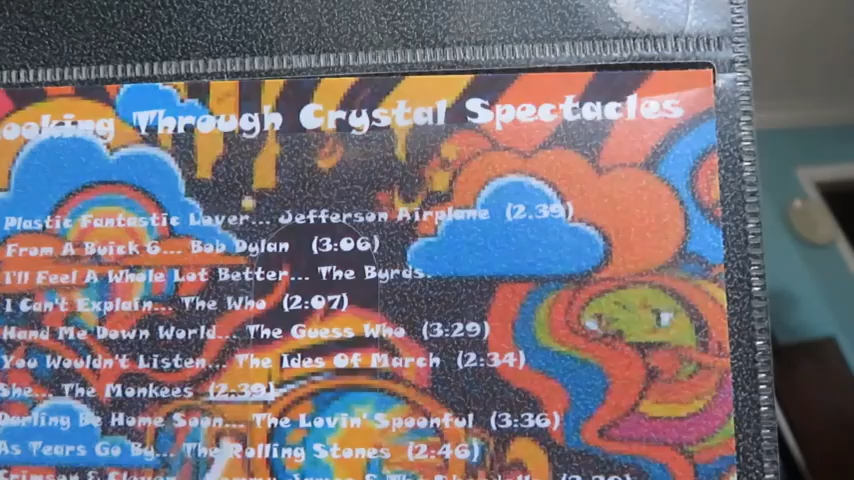 ooking Through Crystal Spectacles
Plastic Fantastic Lover... Jefferson Airplane (2.39)
From A Buick 6... Bob Dylan (3:06)
I'll Feel A Whole Lot Better... The Byrds.
I Can't Explain... The Who (2:07)
Hand Me Down World... The Guess Who (3:29)
You Wouldn't Listen... The Ides Of March (2:34)
She... The Monkees (2.39)
Darling Be Home Soon... The Lovin' Spoonful (3:36)
As Tears Go By... The Rolling Stones (2:46)